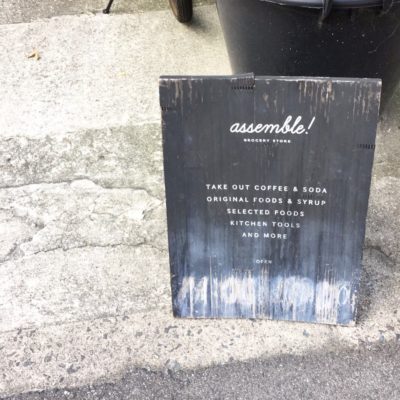 assemble!
GROCERY STORE
TAKE OUT COFFEE & SODA
ORIGINAL FOODS & SYRUP
SELECTED FOODS
KITCHEN TOOLS
AND MORE
OPEN